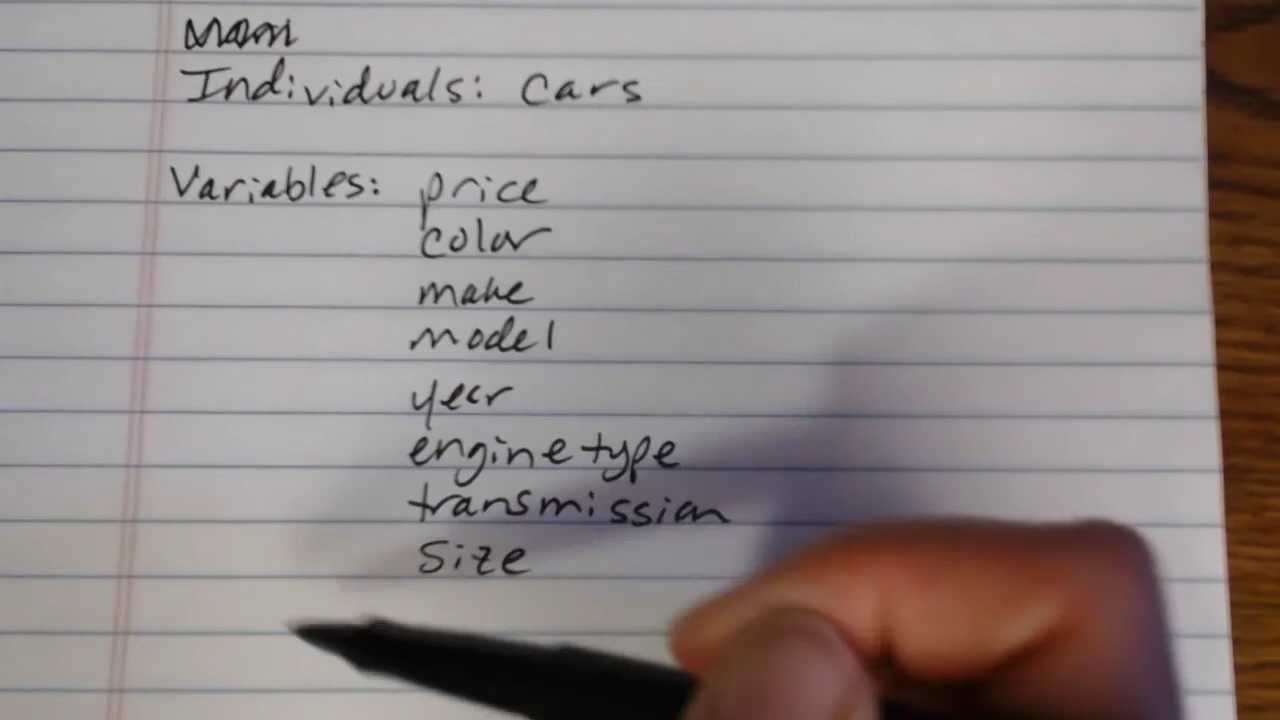 Individuals: cars
Variables: price
color
make
model
year
engine type
transmission
Size